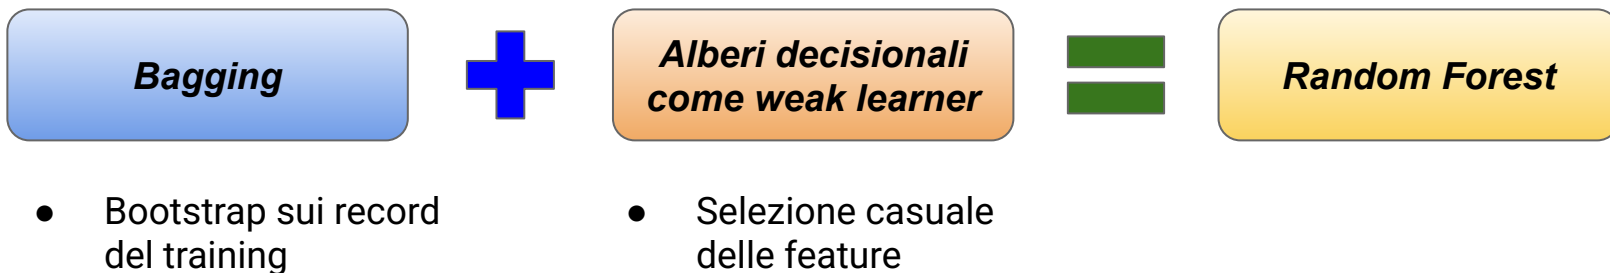 Bagging
Alberi decisionali
come weak learner
Random Forest
● Bootstrap sui record
del training
● Selezione casuale
delle feature